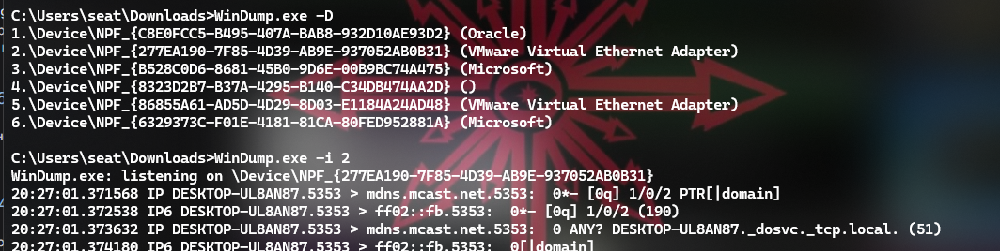 C:\Users\seat\Downloads>WinDump.exe -D
1.\Device\NPF_{C8E0FCC5-B495-407A-BAB8-932D10AE93D2} (Oracle)
2.\Device\NPF_{277EA190-7F85-4D39-AB9E-937052AB0B31} (VMware Virtual Ethernet Adapter)
3.\Device\NPF_{B528C0D6-8681-45B0-9D6E-00B9BC74A475} (Microsoft)
4.\Device\NPF_{8323D2B7-B37A-4295-B140-C34DB474AA2D} ()
5.\Device\NPF_{86855A61-AD5D-4D29-8D03-E1184A24AD48} (VMware Virtual Ethernet Adapter)
6.\Device\NPF_{6329373C-F01E-4181-81CA-80FED952881A} (Microsoft)
C:\Users\seat\Downloads>WinDump.exe -i 2
WinDump.exe: listening on \Device\NPF_{277EA190-7F85-4D39-AB9E-937052AB0B31}
20:27:01.371568 IP DESKTOP-UL8AN87.5353 > mdns.mcast.net.5353:  0*- [0q] 1/0/2 PTR[|domain]
20:27:01.372538 IP6 DESKTOP-UL8AN87.5353 > ff02::fb.5353:  0*- [0q] 1/0/2 (190)
20:27:01.373632 IP DESKTOP-UL8AN87.5353 > mdns.mcast.net.5353:  0 ANY? DESKTOP-UL8AN87._dosvc._tcp.local. (51)
20:27:01.374180 IP6 DESKTOP-UL8AN87.5353 > ff02::fb.5353:  0[|domain]